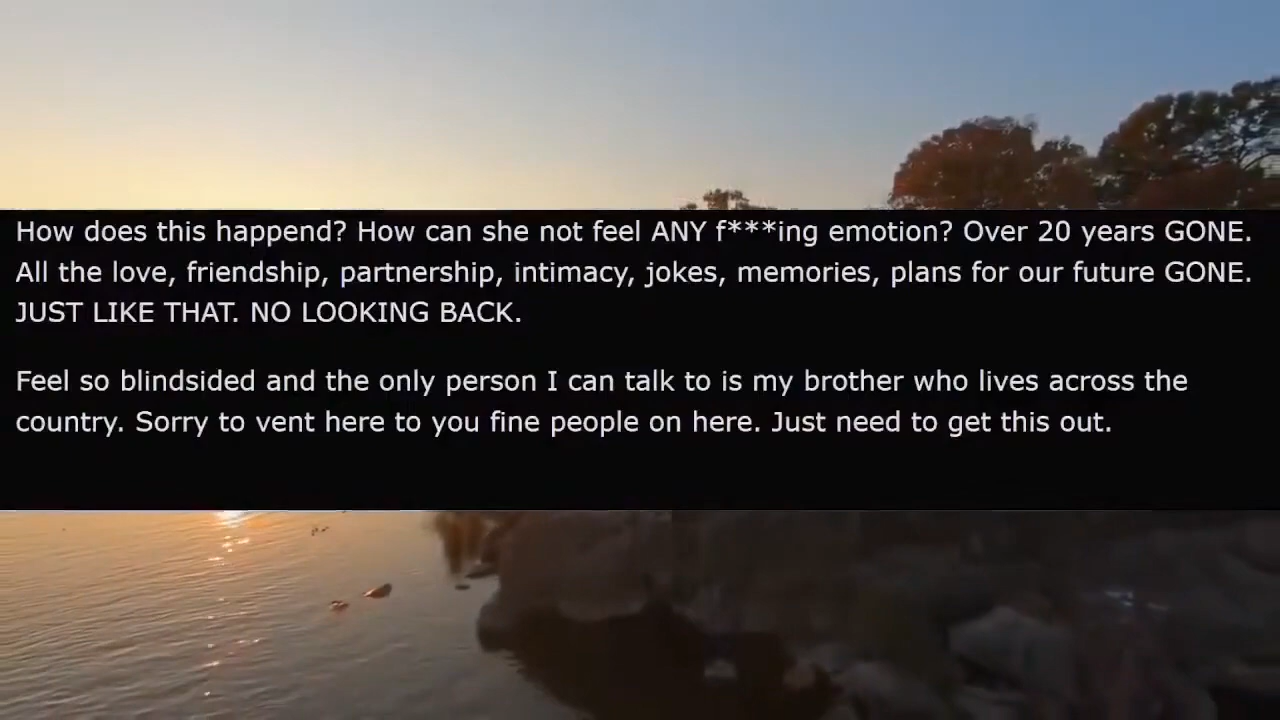 How does this happend? How can she not feel ANY f***ing emotion? Over 20 years GONE.
All the love, friendship, partnership, intimacy, jokes, memories, plans for our future GONE.
JUST LIKE THAT. NO LOOKING BACK.
Feel so blindsided and the only person I can talk to is my brother who lives across the
country. Sorry to vent here to you fine people on here. Just need to get this out.